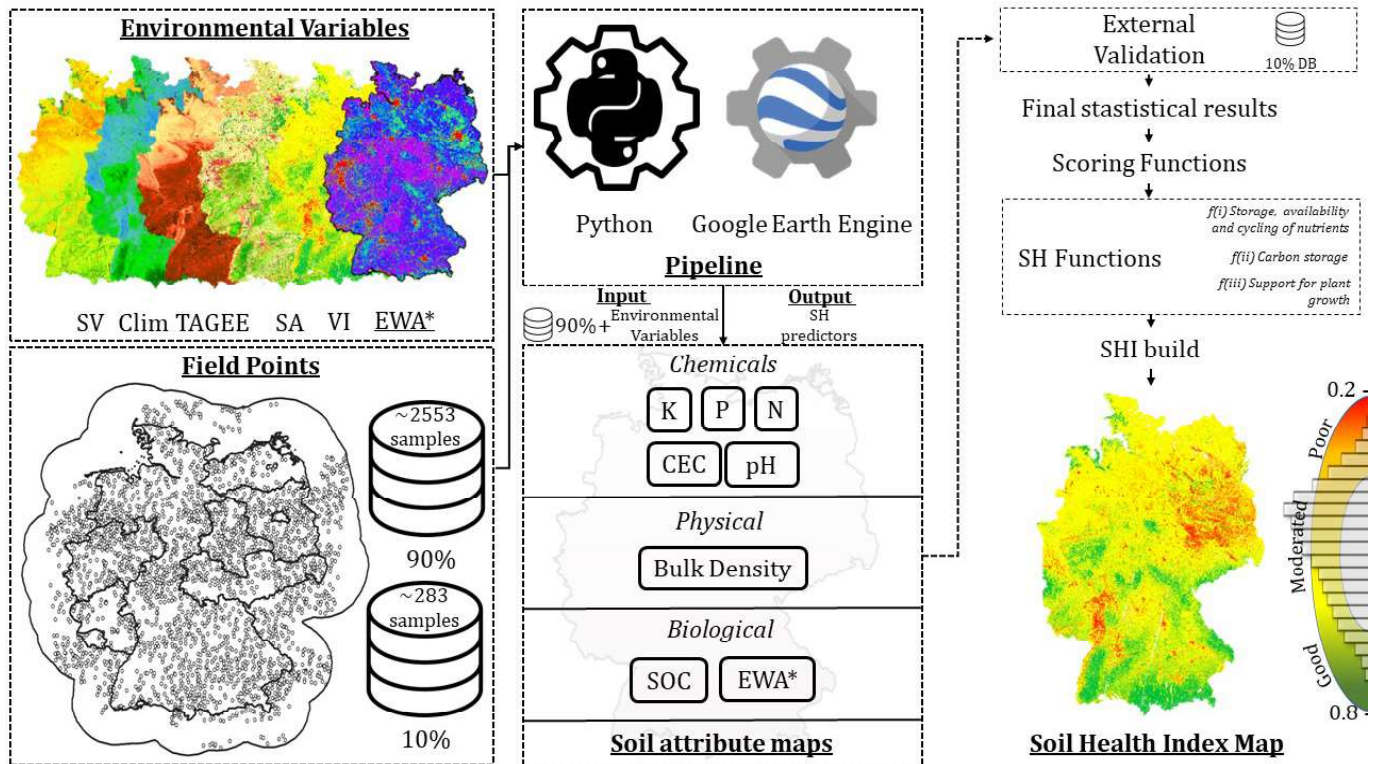 Environmental Variables
SV Clim TAGEE SA VI EWA*
Field Points
~2553
samples
90%
~283
samples
10%
Python
Google Earth Engine
Pipeline
Input
90%+
Environmental
Variables
Output
SH
predictors
Chemicals
K P N
CEC pH
Physical
Bulk Density
Biological
SOC EWA*
Soil attribute maps
External
Validation
10% DB
Final stastistical results
Scoring Functions
SH Functions
f(i) Storage, availability
and cycling of nutrients
f(ii) Carbon storage
f(iii) Support for plant
growth
SHI build
0.2
Poor
Moderated
Good
0.8
Soil Health Index Map